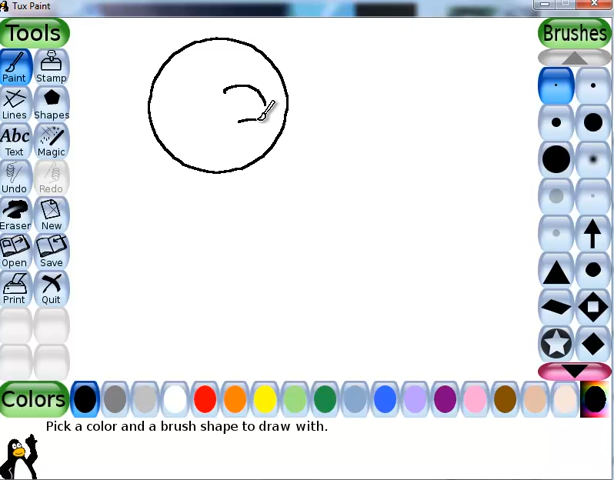 Tux Paint
Tools
Brushes
Paint Stamp
Lines Shapes
Abc
Text Magic
Undo Redo
Eraser New
Open Save
Print Quit
Colors
Pick a color and a brush shape to draw with.